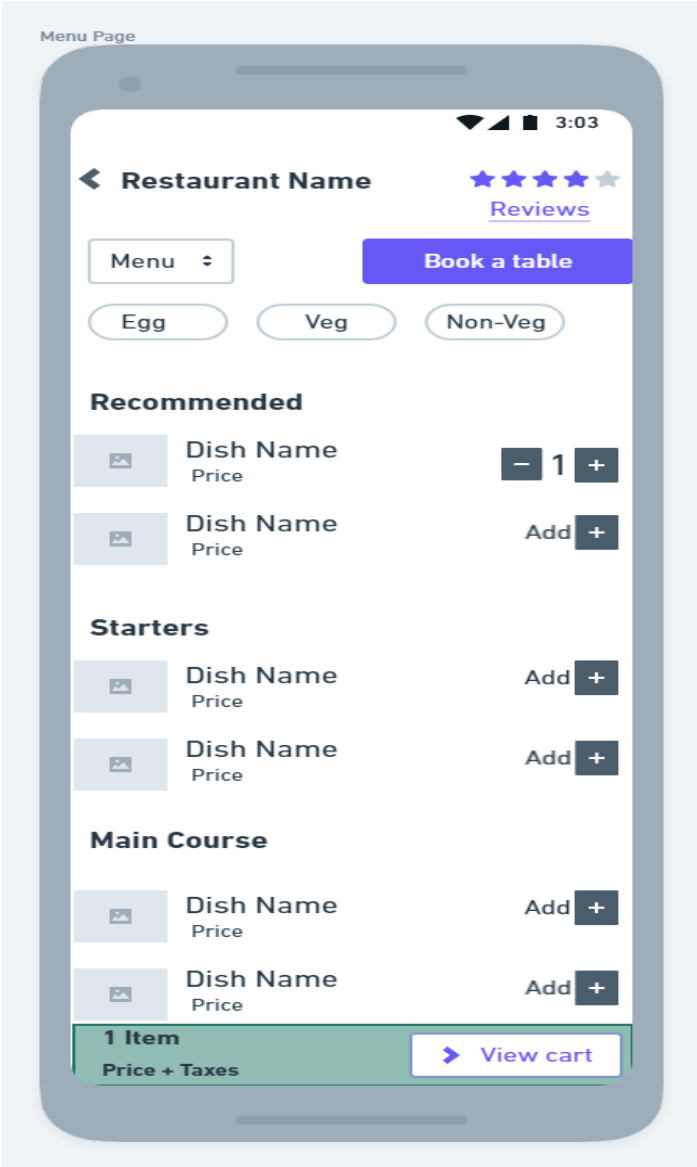 Menu Page
3:03
Restaurant Name
Reviews
Menu
Book a table
Egg Veg Non-Veg
Recommended
Dish Name
Price
− 1 +
Dish Name
Price
Add +
Starters
Dish Name
Price
Add +
Dish Name
Price
Add +
Main Course
Dish Name
Price
Add +
Dish Name
Price
Add +
1 Item
Price + Taxes
View cart